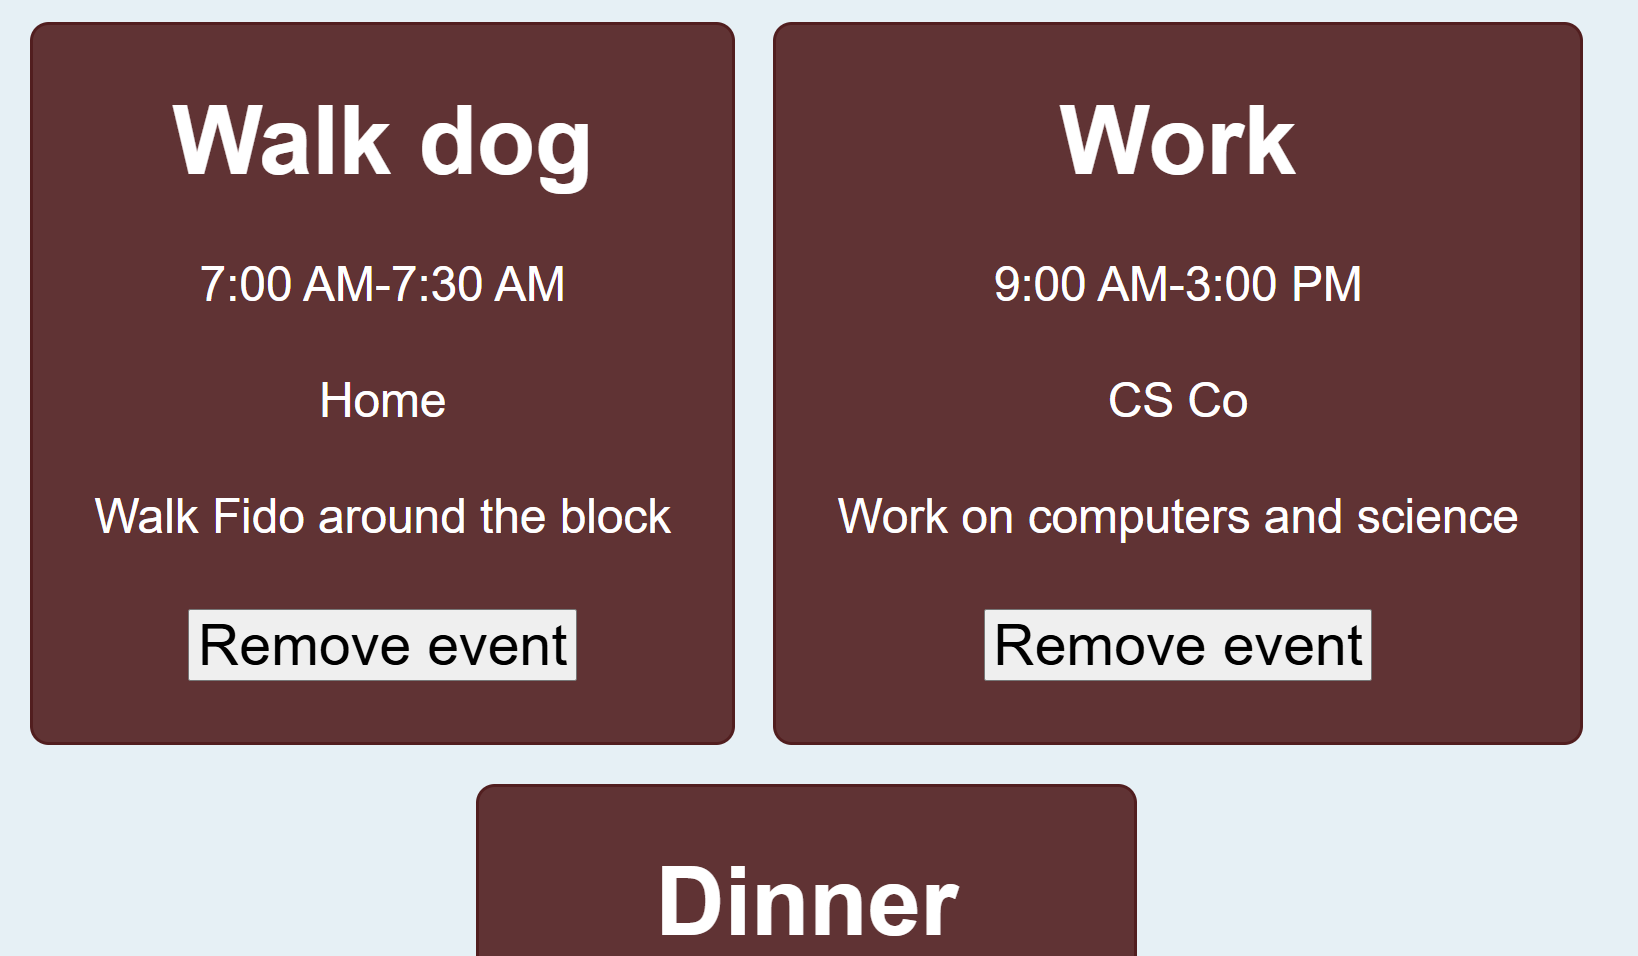 Walk dog
7:00 AM-7:30 AM
Home
Walk Fido around the block
Remove event
Work
9:00 AM-3:00 PM
CS Co
Work on computers and science
Remove event
Dinner